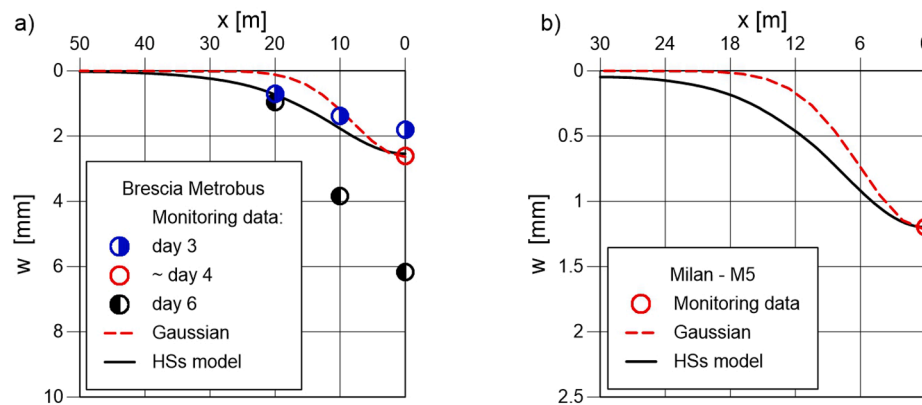 a)
x [m]
50 40 30 20 10 0
0
2
4
6
8
10
w [mm]
Brescia Metrobus
Monitoring data:
day 3
~ day 4
day 6
Gaussian
HSs model
b)
x [m]
30 24 18 12 6
0
0.5
1
1.5
2
2.5
w [mm]
Milan - M5
Monitoring data
Gaussian
HSs model